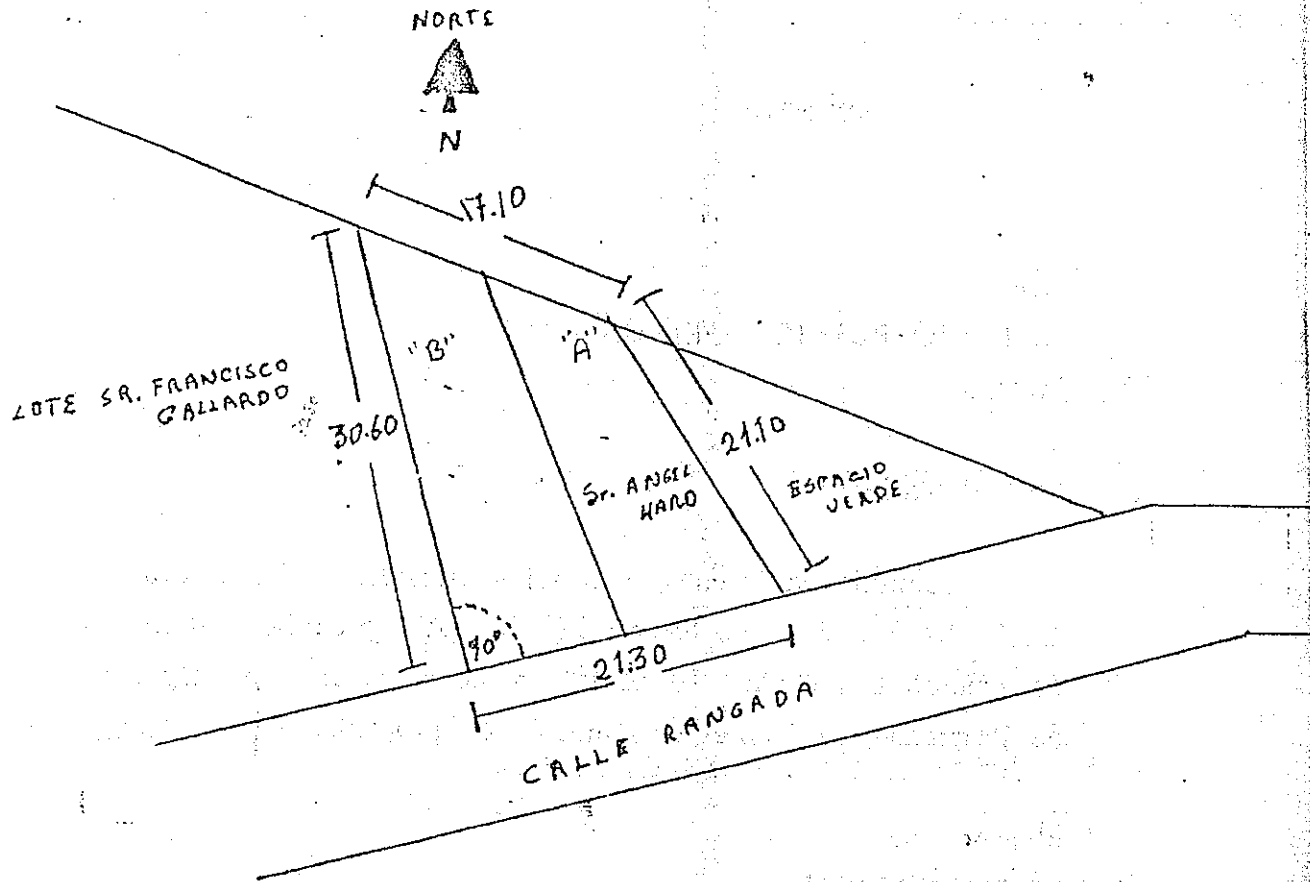 NORTE
N
17.10
"B"
"A"
LOTE SR. FRANCISCO
GALLARDO
30.60
21.10
Sr. ANGEL
HARO
ESPACIO
VERDE
90°
21.30
CALLE RANGADA